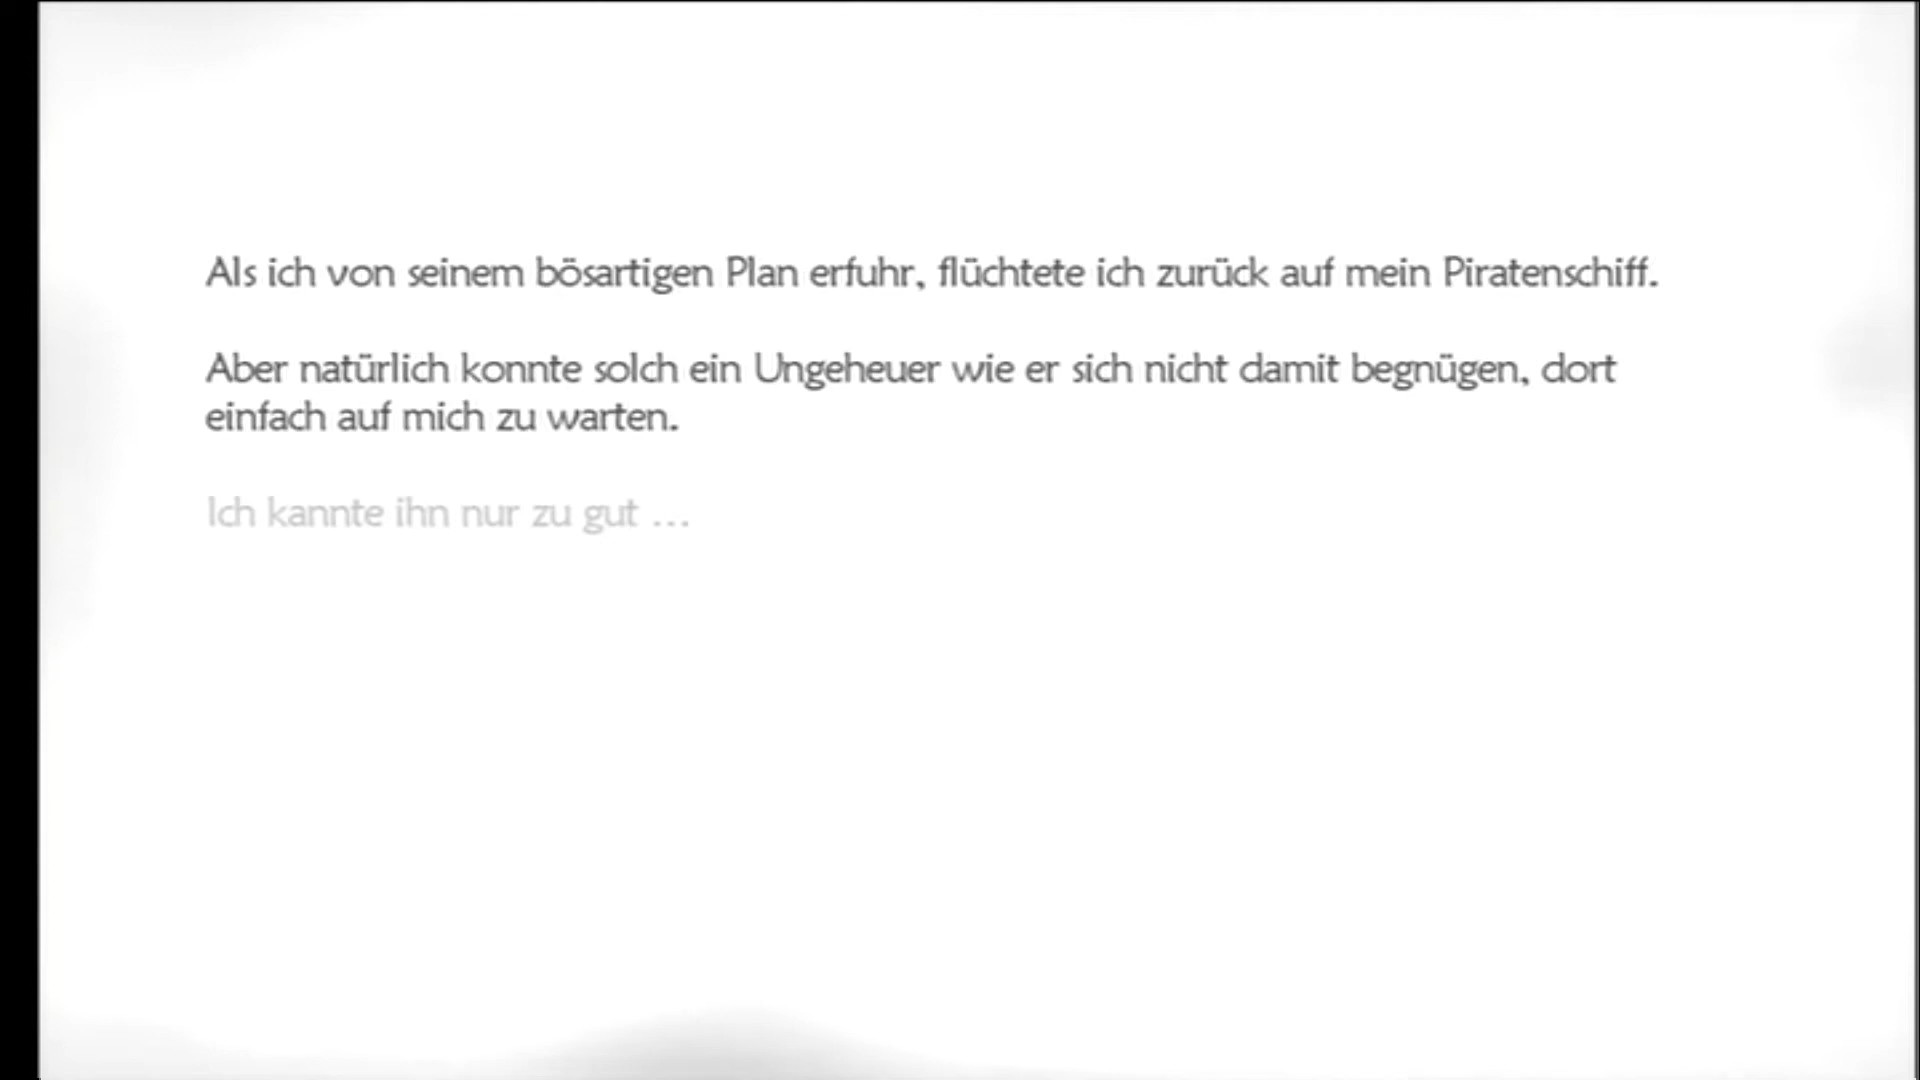 Als ich von seinem bösartigen Plan erfuhr, flüchtete ich zurück auf mein Piratenschiff.
Aber natürlich konnte solch ein Ungeheuer wie er sich nicht damit begnügen, dort
einfach auf mich zu warten.
Ich kannte ihn nur zu gut ...